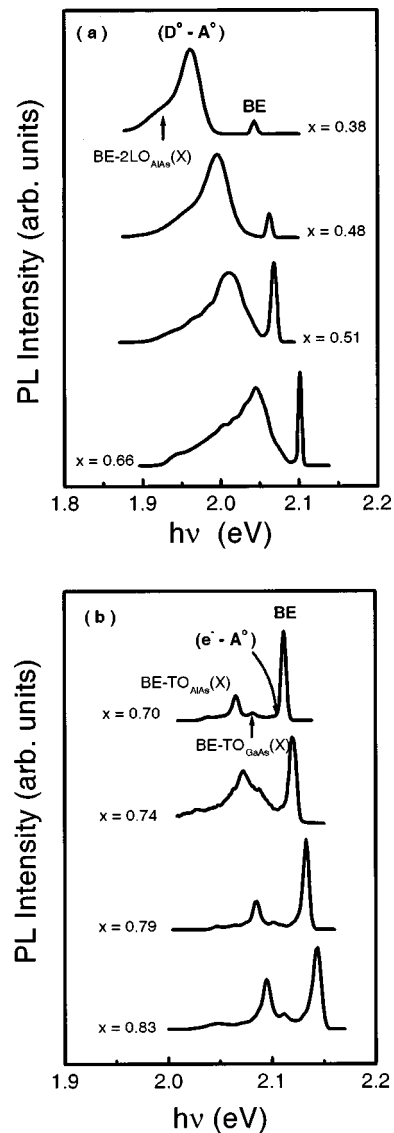 ( a )
(D° - A°)
BE
BE-2LO_AlAs(X)
x = 0.38
x = 0.48
x = 0.51
x = 0.66
PL Intensity (arb. units)
1.8 1.9 2.0 2.1 2.2
hν (eV)
( b )
BE
(e⁻ - A°)
BE-TO_AlAs(X)
x = 0.70
BE-TO_GaAs(X)
x = 0.74
x = 0.79
x = 0.83
PL Intensity (arb. units)
1.9 2.0 2.1 2.2
hν (eV)